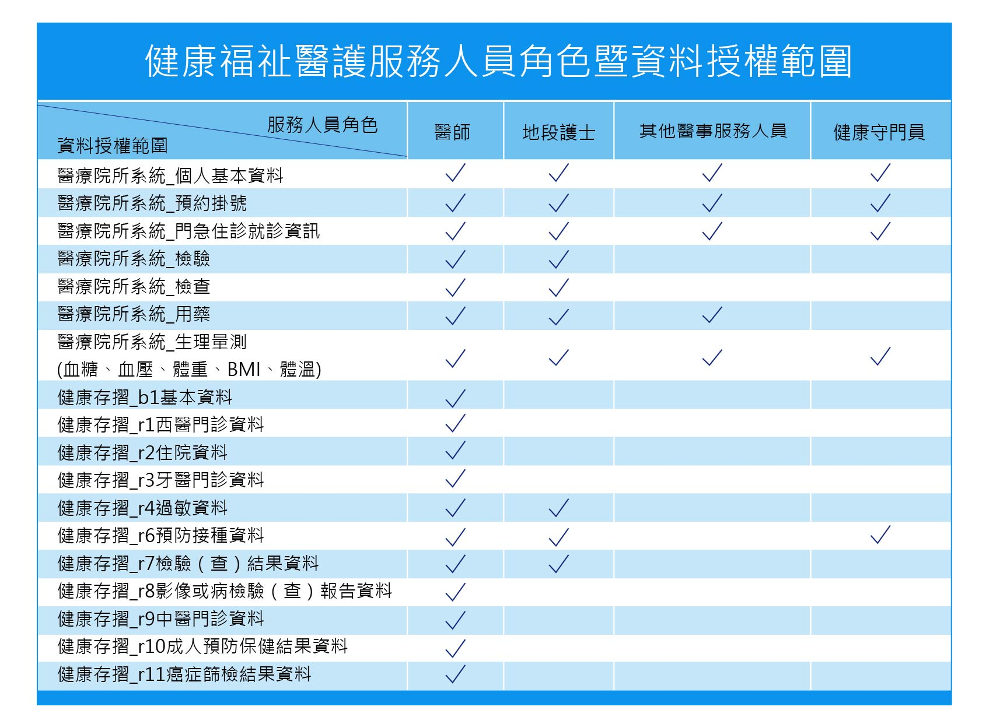 健康福祉醫護服務人員角色暨資料授權範圍
服務人員角色
資料授權範圍
醫師
地段護士
其他醫事服務人員
健康守門員
醫療院所系統_個人基本資料
醫療院所系統_預約掛號
醫療院所系統_門急住診就診資訊
醫療院所系統_檢驗
醫療院所系統_檢查
醫療院所系統_用藥
醫療院所系統_生理量測
(血糖、血壓、體重、BMI、體溫)
健康存摺_b1基本資料
健康存摺_r1西醫門診資料
健康存摺_r2住院資料
健康存摺_r3牙醫門診資料
健康存摺_r4過敏資料
健康存摺_r6預防接種資料
健康存摺_r7檢驗（查）結果資料
健康存摺_r8影像或病檢驗（查）報告資料
健康存摺_r9中醫門診資料
健康存摺_r10成人預防保健結果資料
健康存摺_r11癌症篩檢結果資料